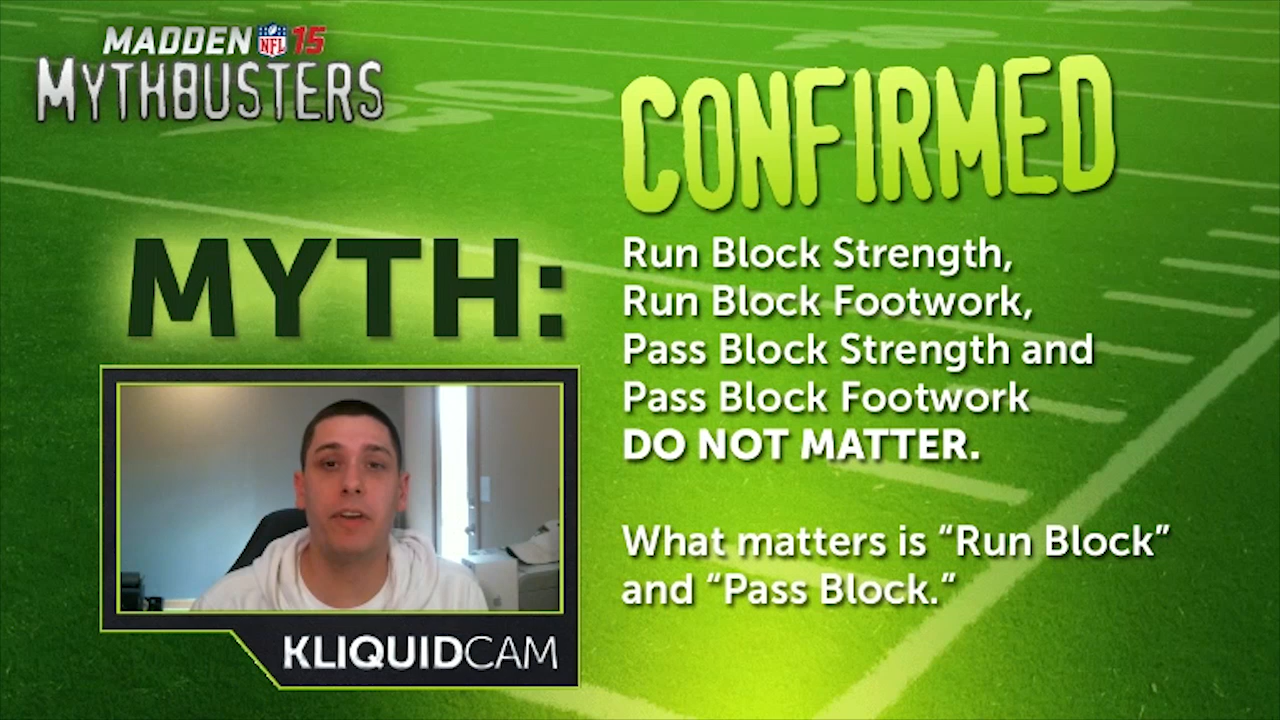 MADDEN NFL 15
MYTHBUSTERS
CONFIRMED
MYTH:
Run Block Strength,
Run Block Footwork,
Pass Block Strength and
Pass Block Footwork
DO NOT MATTER.
What matters is “Run Block”
and “Pass Block.”
KLIQUIDCAM